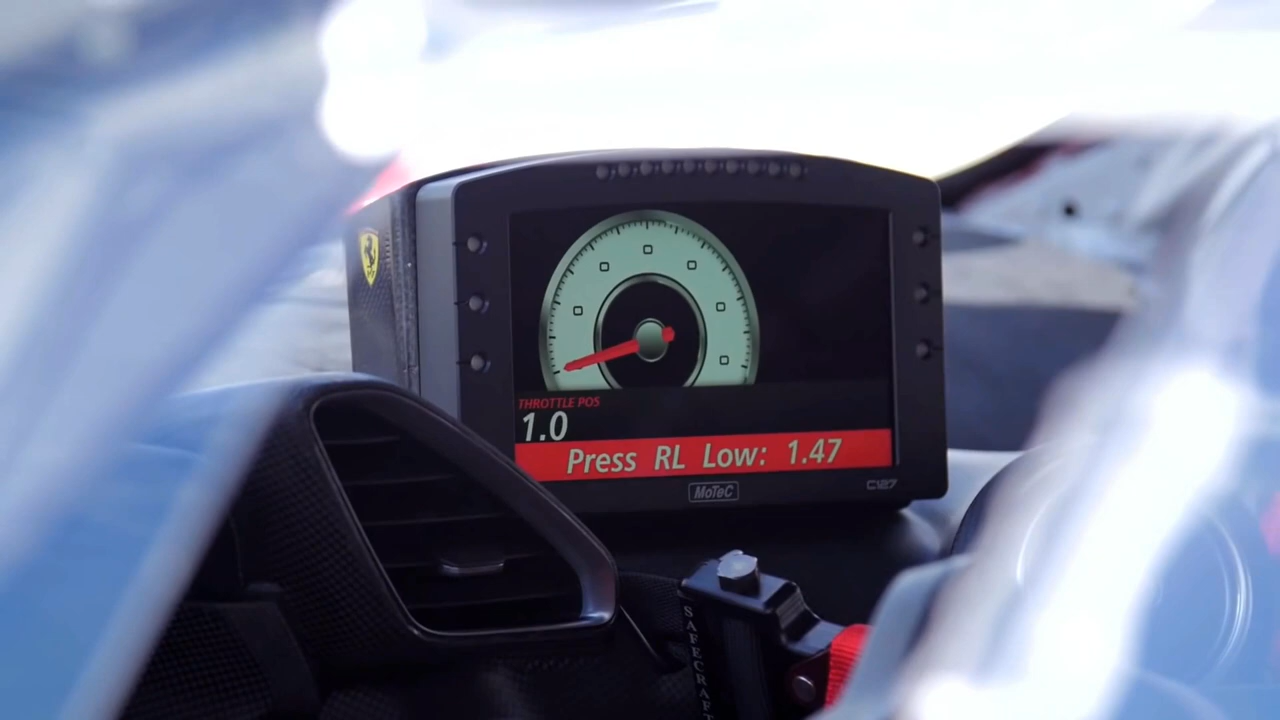 THROTTLE POS
1.0
Press RL Low: 1.47
MoTeC
C127
SAFECRAFT